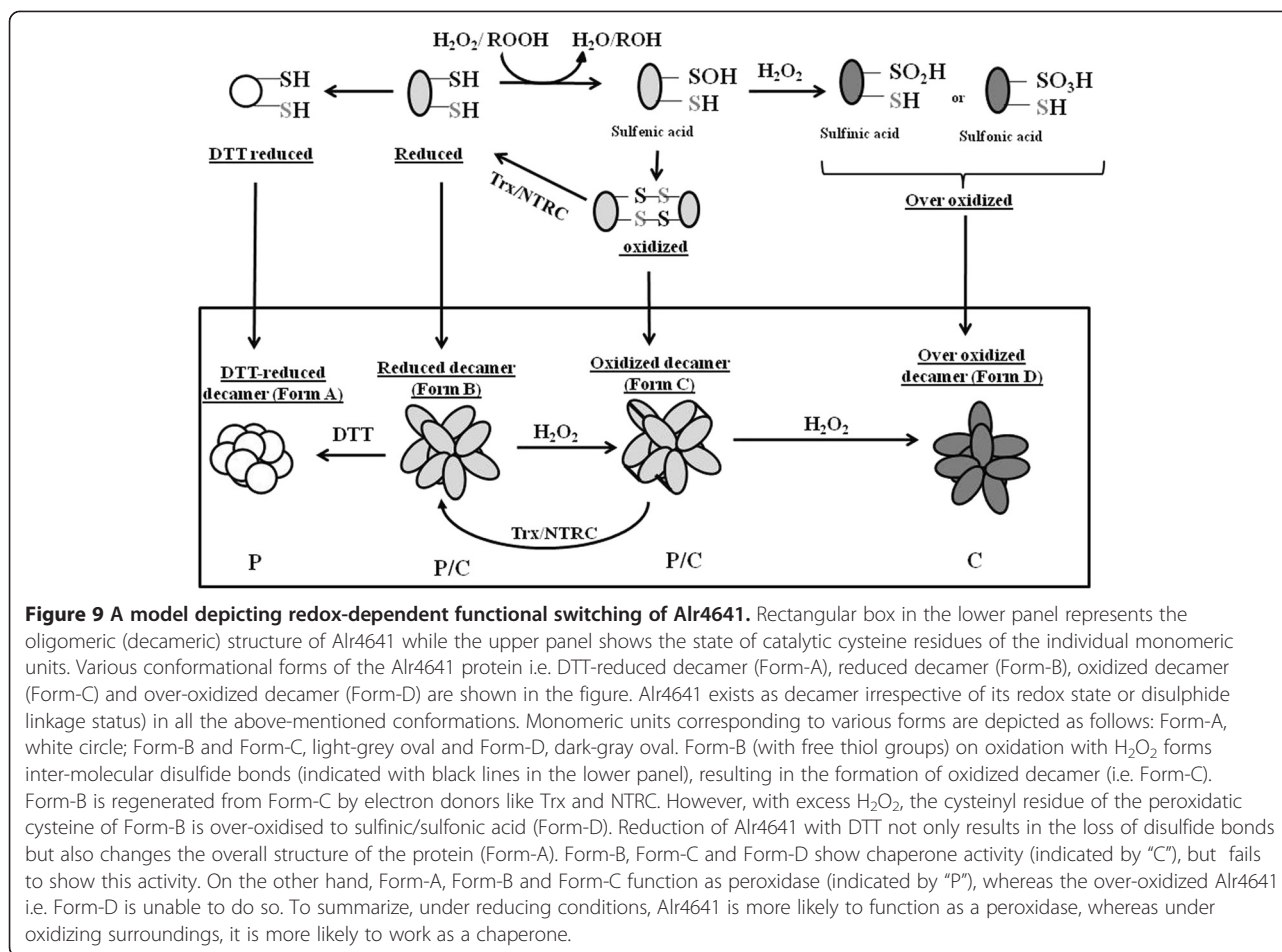 H₂O₂/ ROOH H₂O/ROH
SH
SH
SH
SH
SOH
SH
H₂O₂
SO₂H
SH
or
SO₃H
SH
Sulfenic acid
Sulfinic acid
Sulfonic acid
DTT reduced
Reduced
Trx/NTRC
S–S
S–S
oxidized
Over oxidized
DTT-reduced
decamer (Form A)
Reduced decamer
(Form B)
Oxidized decamer
(Form C)
Over oxidized
decamer (Form D)
DTT
H₂O₂
H₂O₂
Trx/NTRC
P
P/C
P/C
C
Figure 9 A model depicting redox-dependent functional switching of Alr4641. Rectangular box in the lower panel represents the
oligomeric (decameric) structure of Alr4641 while the upper panel shows the state of catalytic cysteine residues of the individual monomeric
units. Various conformational forms of the Alr4641 protein i.e. DTT-reduced decamer (Form-A), reduced decamer (Form-B), oxidized decamer
(Form-C) and over-oxidized decamer (Form-D) are shown in the figure. Alr4641 exists as decamer irrespective of its redox state or disulphide
linkage status) in all the above-mentioned conformations. Monomeric units corresponding to various forms are depicted as follows: Form-A,
white circle; Form-B and Form-C, light-grey oval and Form-D, dark-gray oval. Form-B (with free thiol groups) on oxidation with H₂O₂ forms
inter-molecular disulfide bonds (indicated with black lines in the lower panel), resulting in the formation of oxidized decamer (i.e. Form-C).
Form-B is regenerated from Form-C by electron donors like Trx and NTRC. However, with excess H₂O₂, the cysteinyl residue of the peroxidatic
cysteine of Form-B is over-oxidised to sulfinic/sulfonic acid (Form-D). Reduction of Alr4641 with DTT not only results in the loss of disulfide bonds
but also changes the overall structure of the protein (Form-A). Form-B, Form-C and Form-D show chaperone activity (indicated by “C”), but fails
to show this activity. On the other hand, Form-A, Form-B and Form-C function as peroxidase (indicated by “P”), whereas the over-oxidized Alr4641
i.e. Form-D is unable to do so. To summarize, under reducing conditions, Alr4641 is more likely to function as a peroxidase, whereas under
oxidizing surroundings, it is more likely to work as a chaperone.